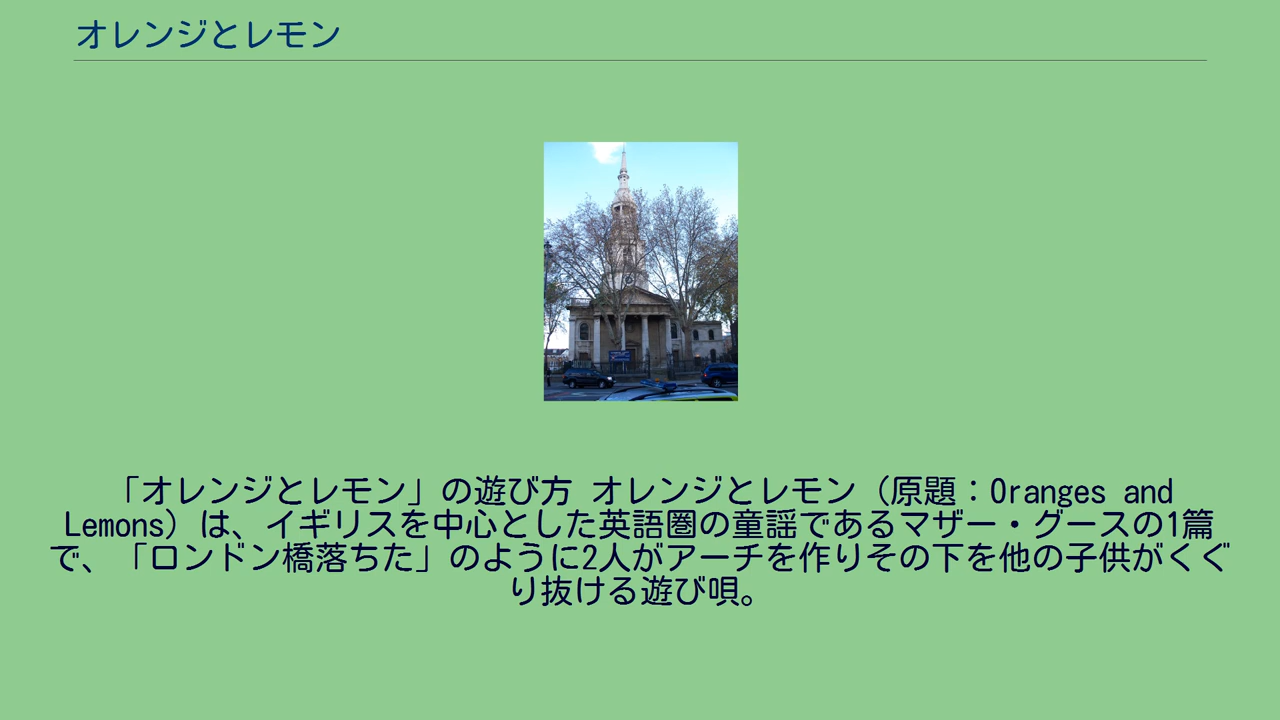 オレンジとレモン
「オレンジとレモン」の遊び方 オレンジとレモン（原題：Oranges and
Lemons）は、イギリスを中心とした英語圏の童謡であるマザー・グースの1篇
で、「ロンドン橋落ちた」のように2人がアーチを作りその下を他の子供がくぐ
り抜ける遊び唄。